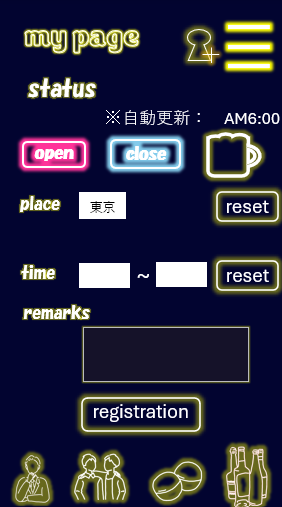 my page
status
※自動更新： AM6:00
open close
place 東京 reset
time ~ reset
remarks
registration